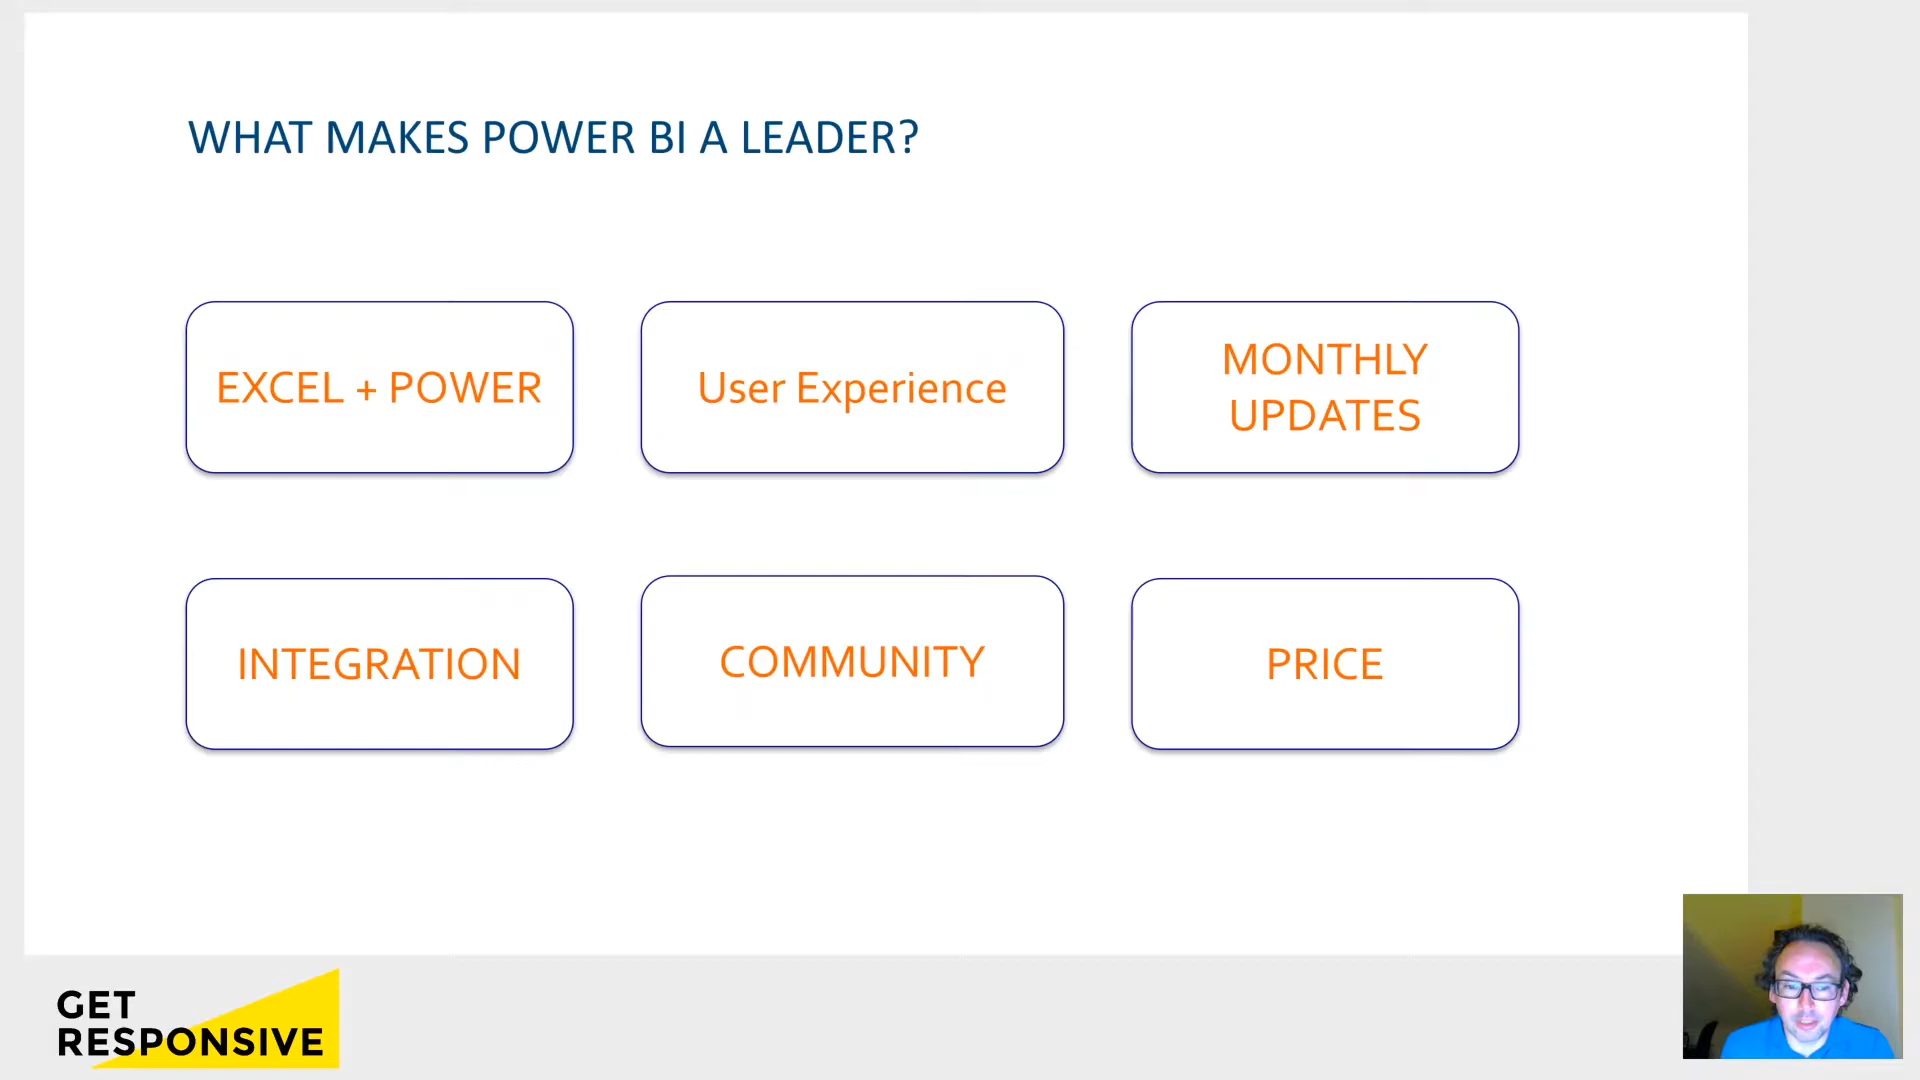 WHAT MAKES POWER BI A LEADER?
EXCEL + POWER
User Experience
MONTHLY
UPDATES
INTEGRATION
COMMUNITY
PRICE
GET
RESPONSIVE